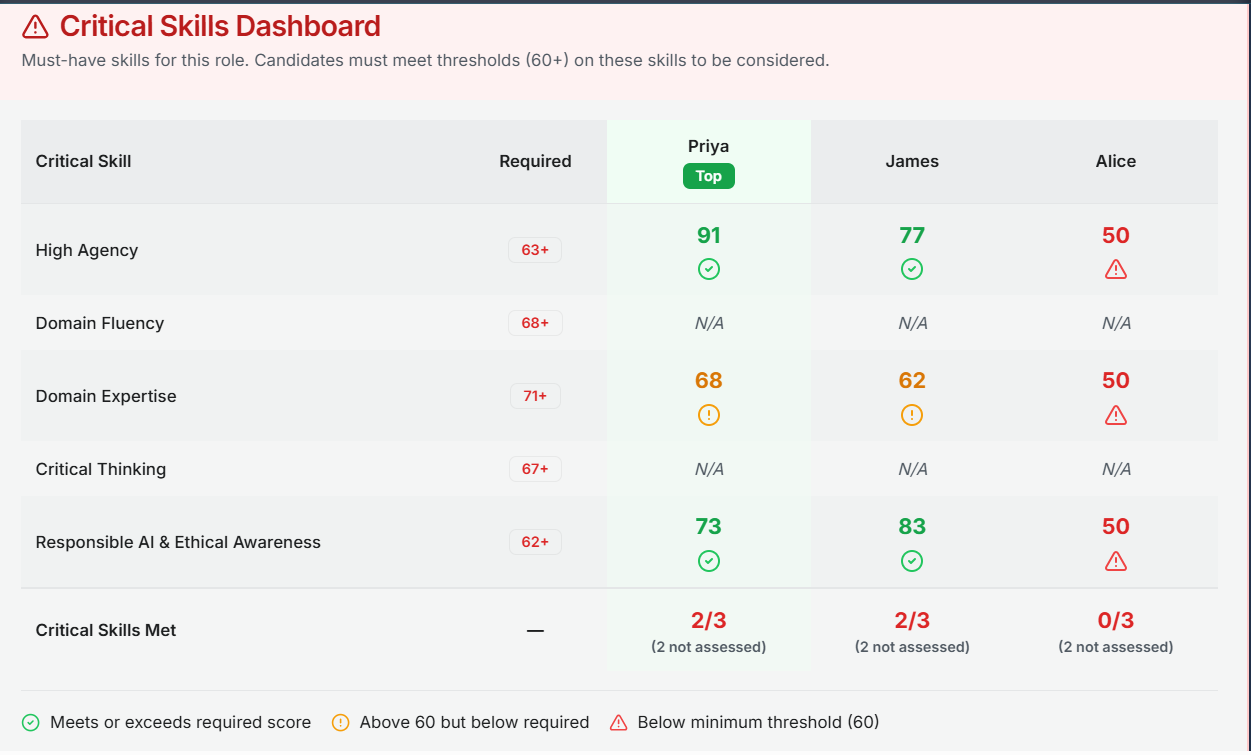 Critical Skills Dashboard
Must-have skills for this role. Candidates must meet thresholds (60+) on these skills to be considered.
Critical Skill Required Priya James Alice
Top
High Agency 63+ 91 77 50
Domain Fluency 68+ N/A N/A N/A
Domain Expertise 71+ 68 62 50
Critical Thinking 67+ N/A N/A N/A
Responsible AI & Ethical Awareness 62+ 73 83 50
Critical Skills Met — 2/3 2/3 0/3
(2 not assessed) (2 not assessed) (2 not assessed)
Meets or exceeds required score Above 60 but below required Below minimum threshold (60)